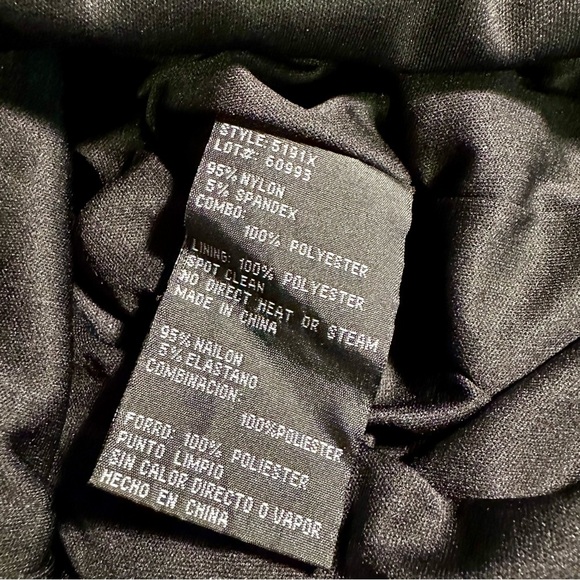 STYLE: 5191X
LOT#: 60993
95% NYLON
5% SPANDEX
COMBO:
100% POLYESTER
LINING: 100% POLYESTER
SPOT CLEAN
NO DIRECT HEAT OR STEAM
MADE IN CHINA
95% NAILON
5% ELASTANO
COMBINACION:
100%POLIESTER
FORRO: 100% POLIESTER
PUNTO LIMPIO
SIN CALOR DIRECTO O VAPOR
HECHO EN CHINA